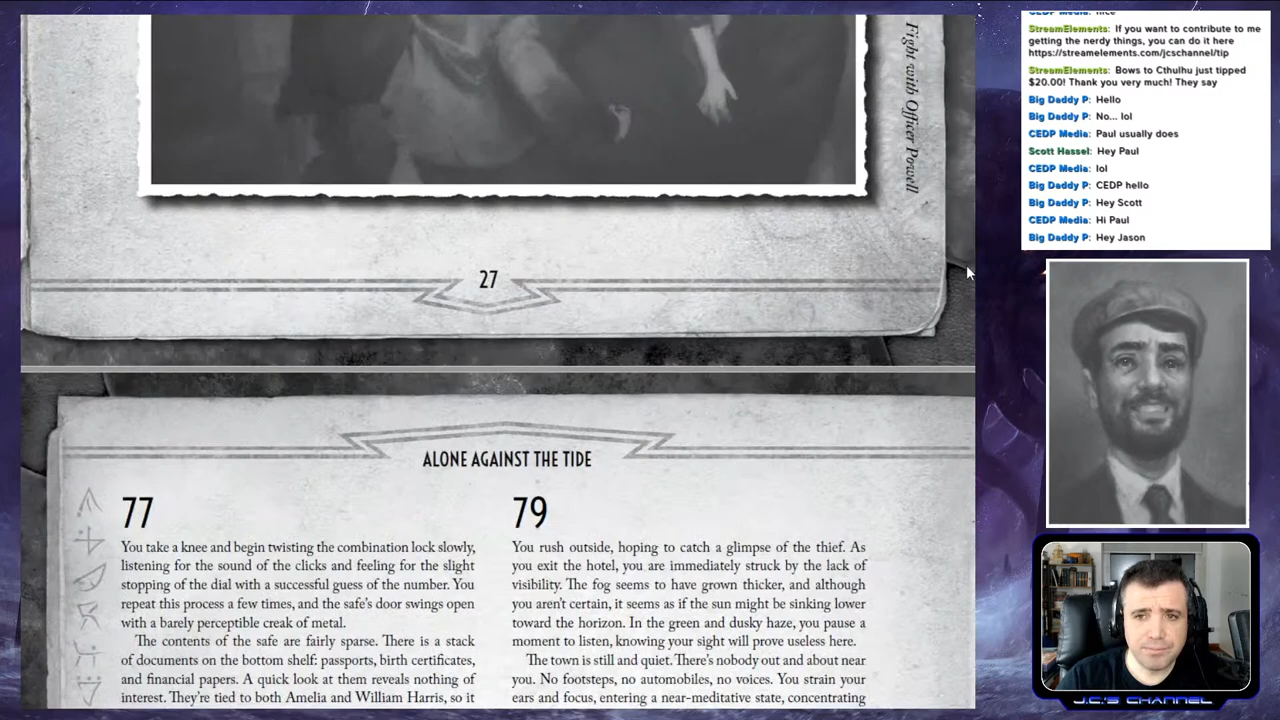 Fight with Officer Powell
27
ALONE AGAINST THE TIDE
77
You take a knee and begin twisting the combination lock slowly,
listening for the sound of the clicks and feeling for the slight
stopping of the dial with a successful guess of the number. You
repeat this process a few times, and the safe's door swings open
with a barely perceptible creak of metal.
The contents of the safe are fairly sparse. There is a stack
of documents on the bottom shelf: passports, birth certificates,
and financial papers. A quick look at them reveals nothing of
interest. They're tied to both Amelia and William Harris, so it
79
You rush outside, hoping to catch a glimpse of the thief. As
you exit the hotel, you are immediately struck by the lack of
visibility. The fog seems to have grown thicker, and although
you aren't certain, it seems as if the sun might be sinking lower
toward the horizon. In the green and dusky haze, you pause a
moment to listen, knowing your sight will prove useless here.
The town is still and quiet. There's nobody out and about near
you. No footsteps, no automobiles, no voices. You strain your
ears and focus, entering a near-meditative state, concentrating
CEDP Media: nice
StreamElements: If you want to contribute to me
getting the nerdy things, you can do it here
https://streamelements.com/jcschannel/tip
StreamElements: Bows to Cthulhu just tipped
$20.00! Thank you very much! They say
Big Daddy P: Hello
Big Daddy P: No... lol
CEDP Media: Paul usually does
Scott Hassel: Hey Paul
CEDP Media: lol
Big Daddy P: CEDP hello
Big Daddy P: Hey Scott
CEDP Media: Hi Paul
Big Daddy P: Hey Jason
J.C.'S CHANNEL